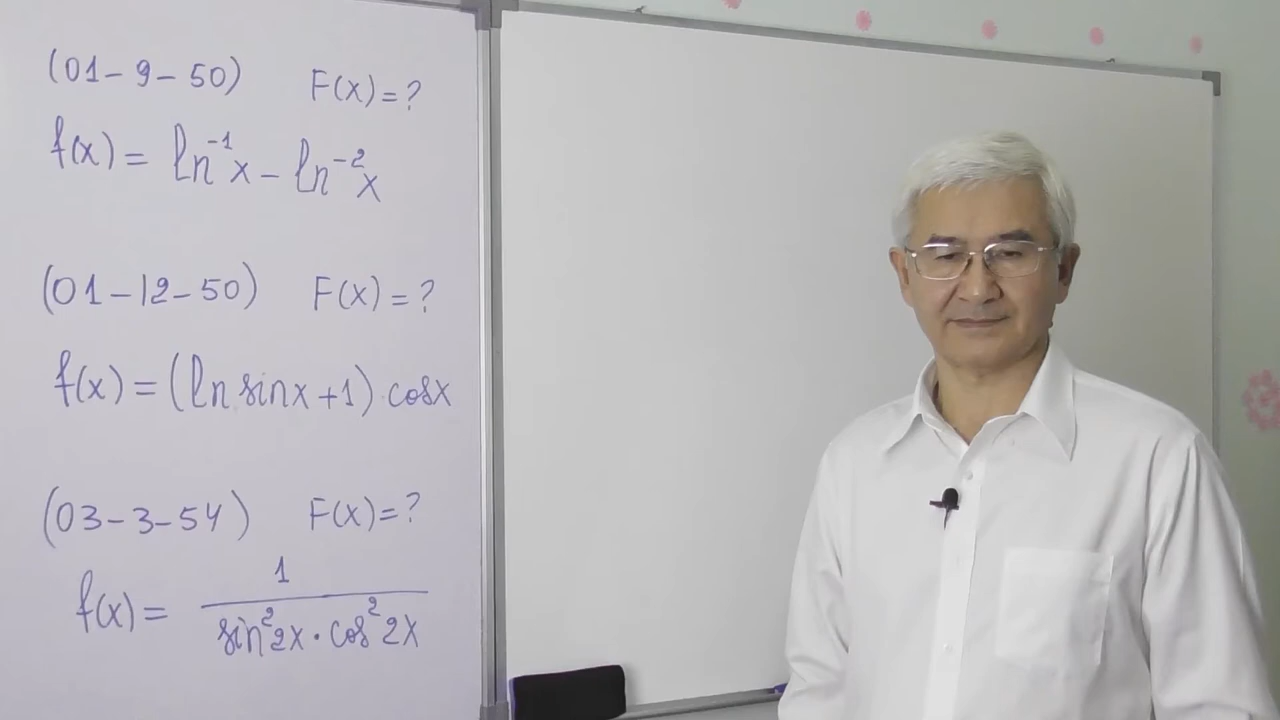 (01-9-50) F(x)=?
f(x)= ln⁻¹x - ln⁻²x
(01-12-50) F(x)=?
f(x)=(ln sinx+1) cosx
(03-3-54) F(x)=?
f(x)= 1/(sin²2x · cos²2x)